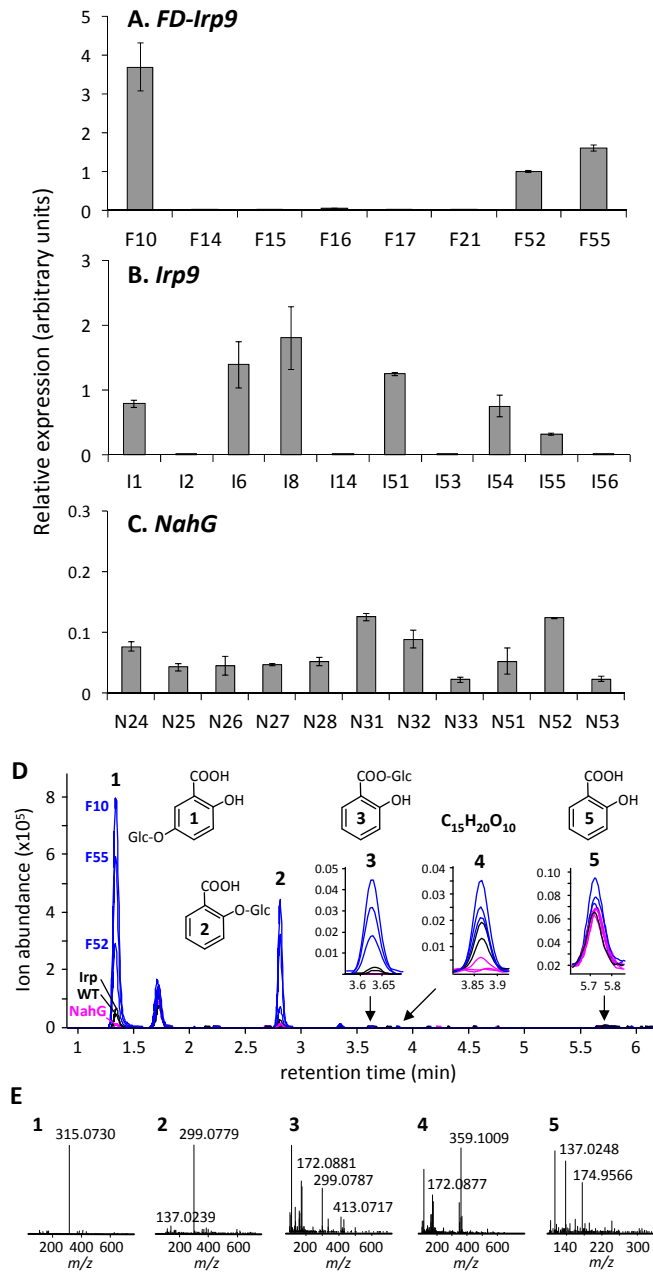 A. FD-Irp9
Relative expression (arbitrary units)
5
4
3
2
1
0
F10 F14 F15 F16 F17 F21 F52 F55
B. Irp9
3
2
1
0
I1 I2 I6 I8 I14 I51 I53 I54 I55 I56
C. NahG
0.3
0.2
0.1
0
N24 N25 N26 N27 N28 N31 N32 N33 N51 N52 N53
D
Ion abundance (x10⁵)
8
6
4
2
0
1 1.5 2 2.5 3 3.5 4 4.5 5 5.5 6
retention time (min)
F10
F55
F52
Irp
WT
NahG
1
COOH
OH
1
Glc-O
COOH
O-Glc
2
2
COO-Glc
OH
3
3
0.05
0.04
0.03
0.02
0.01
3.6 3.65
C₁₅H₂₀O₁₀
4
0.04
0.03
0.02
0.01
3.85 3.9
COOH
OH
5
5
0.10
0.08
0.06
0.04
0.02
5.7 5.8
E
1
315.0730
200 400 600
m/z
2
299.0779
137.0239
200 400 600
m/z
3
172.0881
299.0787
413.0717
200 400 600
m/z
4
359.1009
172.0877
200 400 600
m/z
5
137.0248
174.9566
140 220 300
m/z